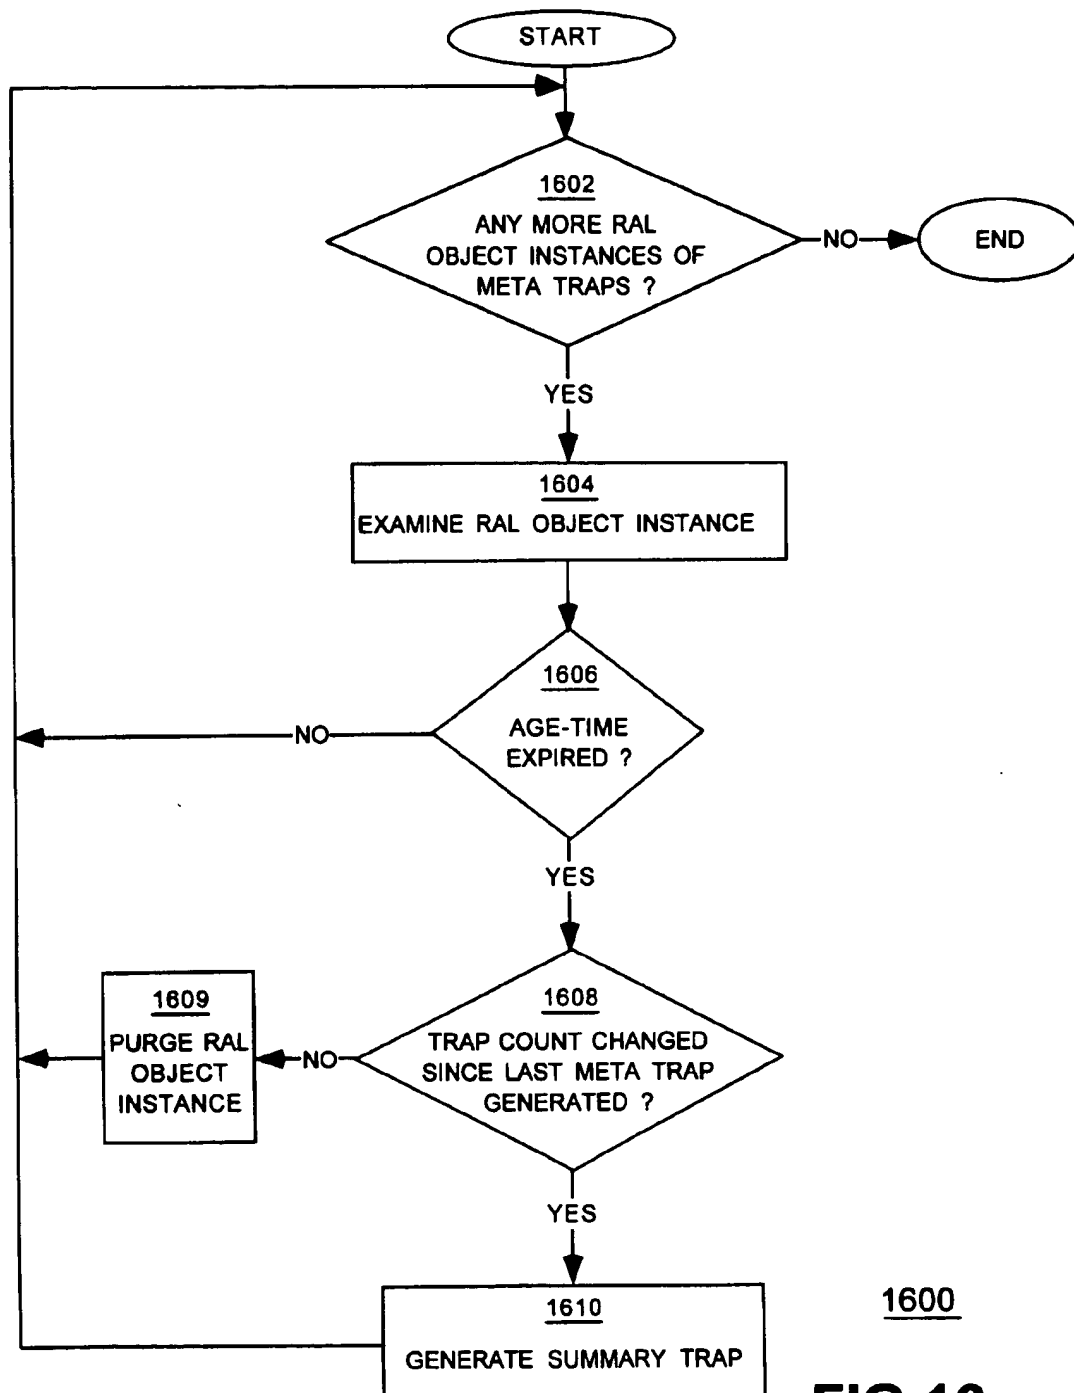 START
1602
ANY MORE RAL
OBJECT INSTANCES OF
META TRAPS ?
NO
END
YES
1604
EXAMINE RAL OBJECT INSTANCE
1606
AGE-TIME
EXPIRED ?
NO
YES
1608
TRAP COUNT CHANGED
SINCE LAST META TRAP
GENERATED ?
NO
1609
PURGE RAL
OBJECT
INSTANCE
YES
1610
GENERATE SUMMARY TRAP
1600